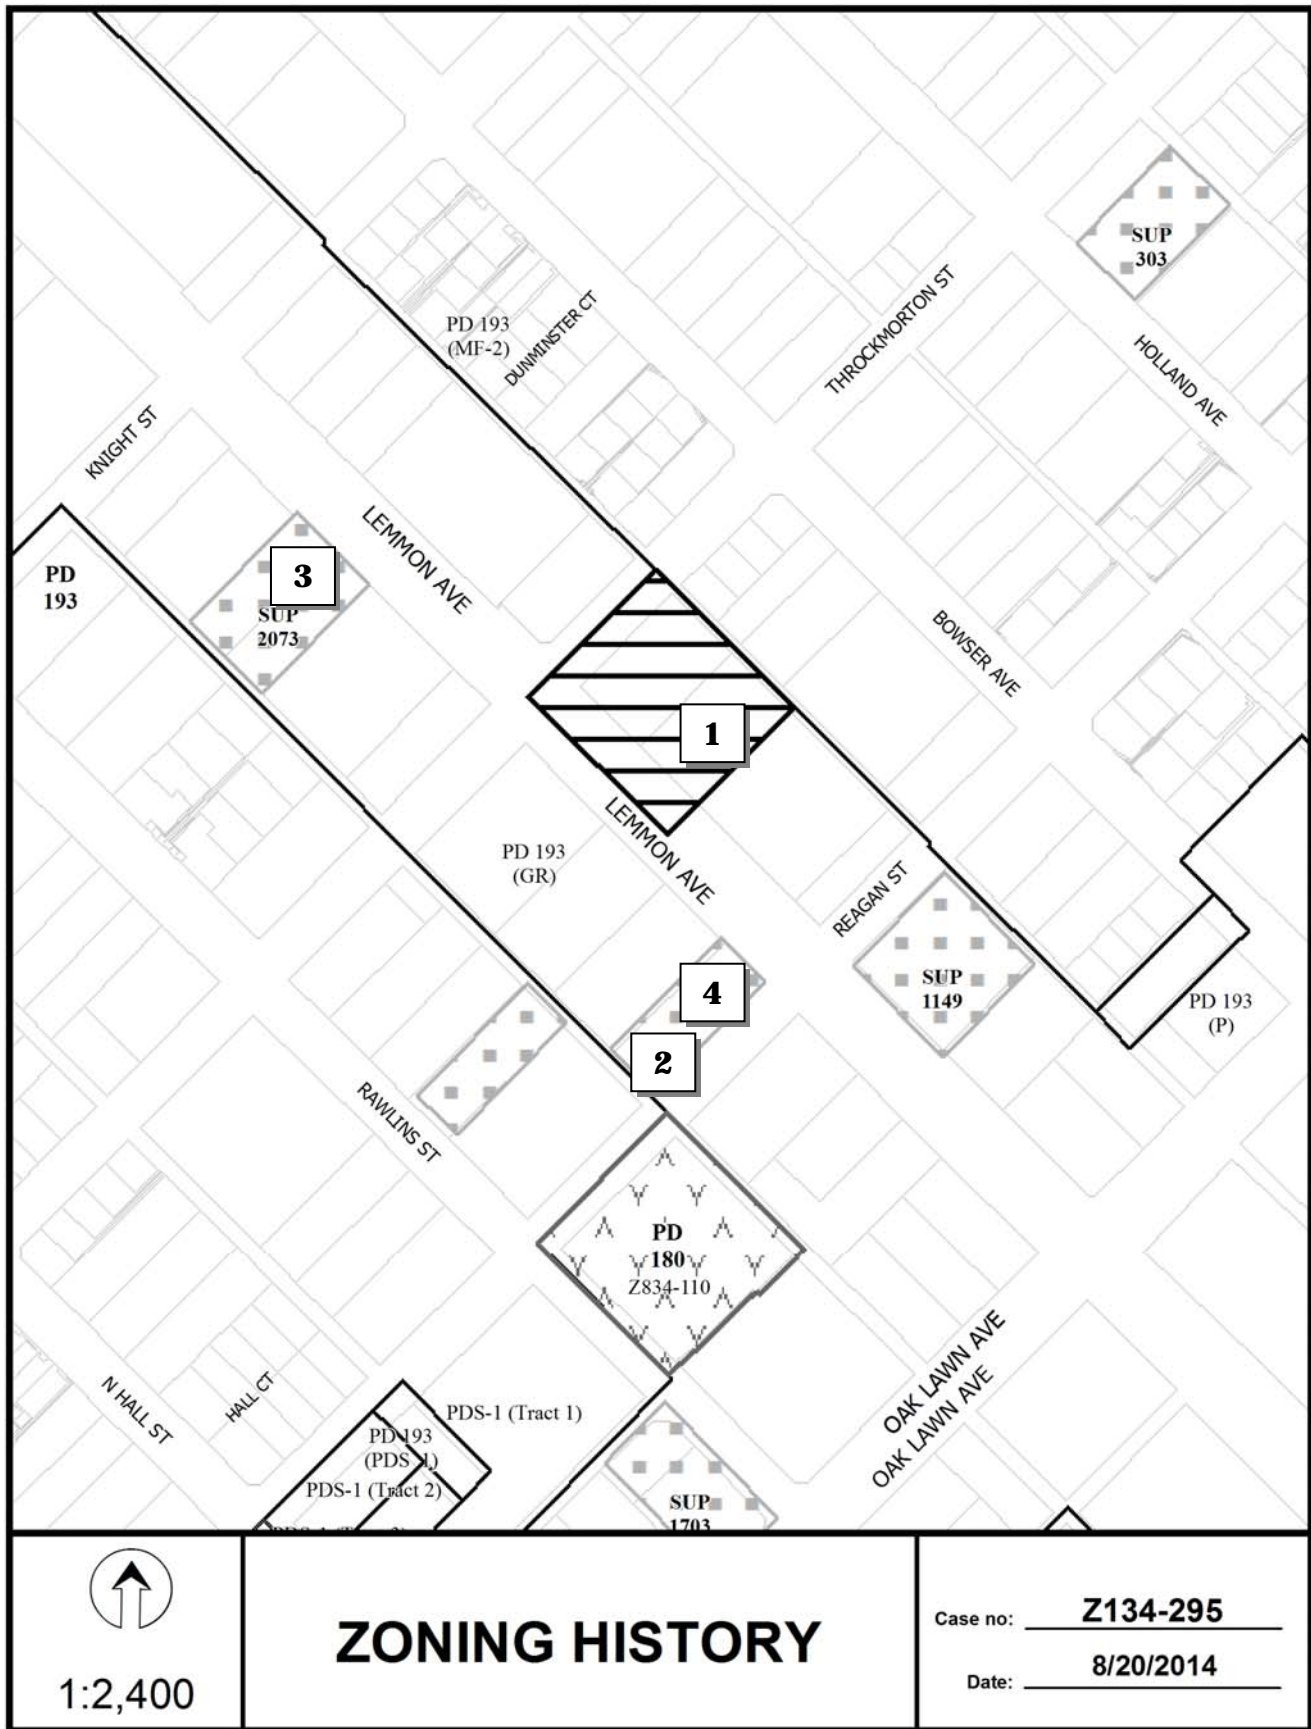 SUP
303
THROCKMORTON ST
HOLLAND AVE
PD 193
(MF-2)
DUNMINSTER CT
KNIGHT ST
LEMMON AVE
PD
193
3
SUP
2073
BOWSER AVE
1
LEMMON AVE
PD 193
(GR)
REAGAN ST
4
SUP
1149
PD 193
(P)
2
RAWLINS ST
PD
180
Z834-110
OAK LAWN AVE
OAK LAWN AVE
N HALL ST
HALL CT
PDS-1 (Tract 1)
PD 193
(PDS 1)
PDS-1 (Tract 2)
SUP
1703
1:2,400
ZONING HISTORY
Case no: Z134-295
Date: 8/20/2014